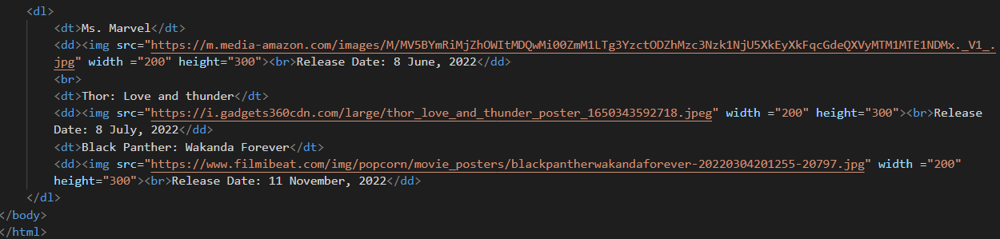 <dl>
<dt>Ms. Marvel</dt>
<dd><img src="https://m.media-amazon.com/images/M/MV5BYmRiMjZhOWItMDQwMi00ZmM1LTg3YzctODZhMzc3Nzk1NjU5XkEyXkFqcGdeQXVyMTM1MTE1NDMx._V1_.
jpg" width ="200" height="300"><br>Release Date: 8 June, 2022</dd>
<br>
<dt>Thor: Love and thunder</dt>
<dd><img src="https://i.gadgets360cdn.com/large/thor_love_and_thunder_poster_1650343592718.jpeg" width ="200" height="300"><br>Release
Date: 8 July, 2022</dd>
<dt>Black Panther: Wakanda Forever</dt>
<dd><img src="https://www.filmibeat.com/img/popcorn/movie_posters/blackpantherwakandaforever-20220304201255-20797.jpg" width ="200"
height="300"><br>Release Date: 11 November, 2022</dd>
</dl>
</body>
</html>